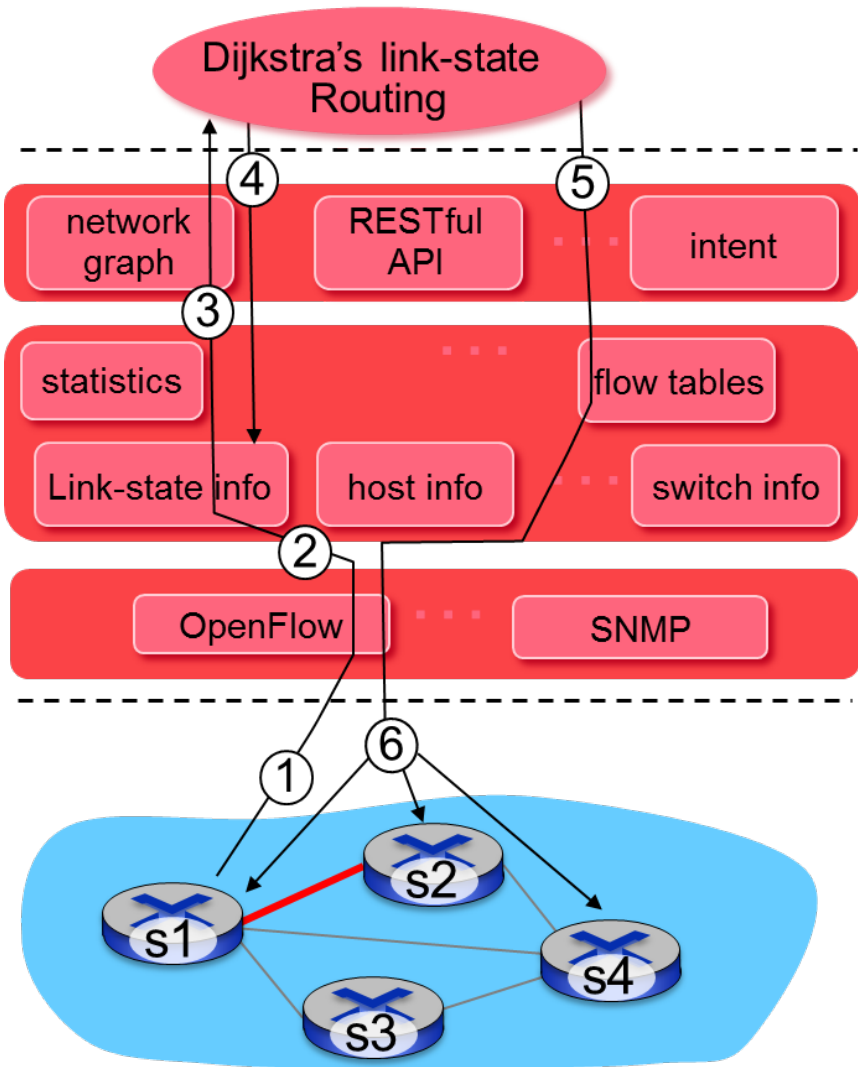 Dijkstra's link-state
Routing
4
5
network
graph
RESTful
API
intent
3
statistics
flow tables
Link-state info
host info
switch info
2
OpenFlow
SNMP
6
1
s2
s1
s4
s3